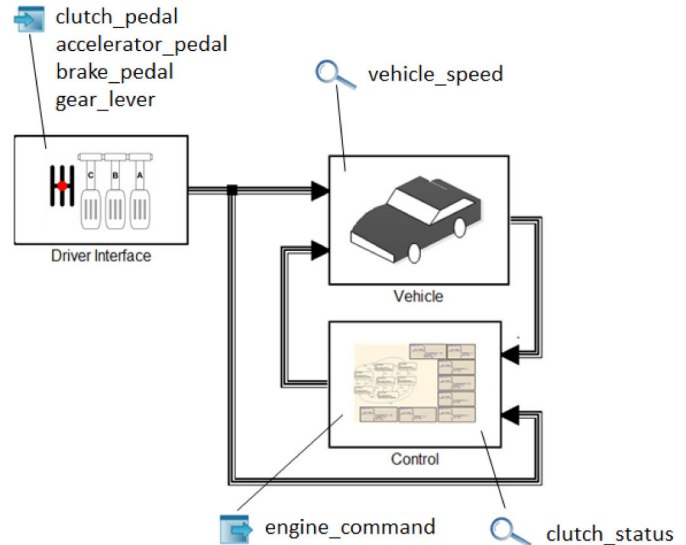 clutch_pedal
accelerator_pedal
brake_pedal
gear_lever
vehicle_speed
C B A
Driver Interface
Vehicle
Control
engine_command
clutch_status